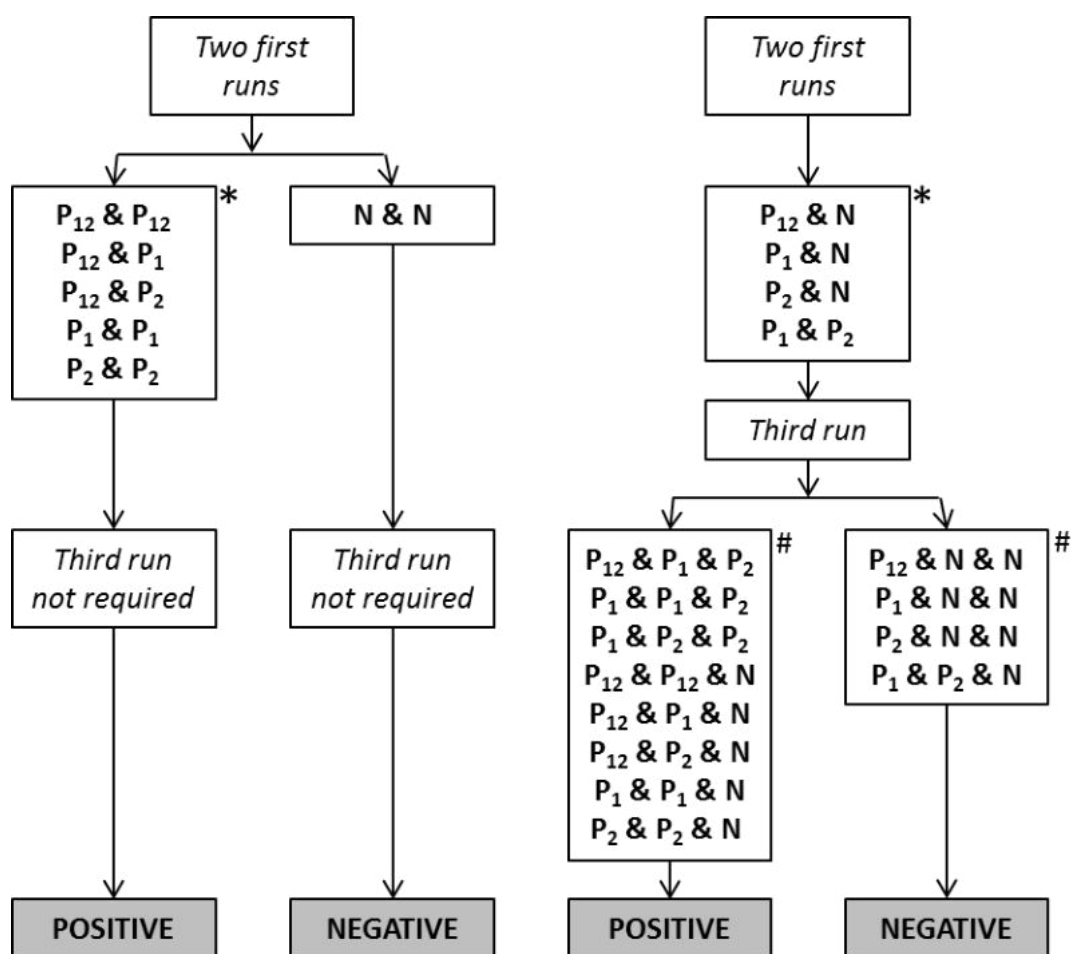 Two first
runs
P₁₂ & P₁₂
P₁₂ & P₁
P₁₂ & P₂
P₁ & P₁
P₂ & P₂
*
N & N
Third run
not required
Third run
not required
POSITIVE
NEGATIVE
Two first
runs
P₁₂ & N
P₁ & N
P₂ & N
P₁ & P₂
*
Third run
P₁₂ & P₁ & P₂
P₁ & P₁ & P₂
P₁ & P₂ & P₂
P₁₂ & P₁₂ & N
P₁₂ & P₁ & N
P₁₂ & P₂ & N
P₁ & P₁ & N
P₂ & P₂ & N
#
P₁₂ & N & N
P₁ & N & N
P₂ & N & N
P₁ & P₂ & N
#
POSITIVE
NEGATIVE